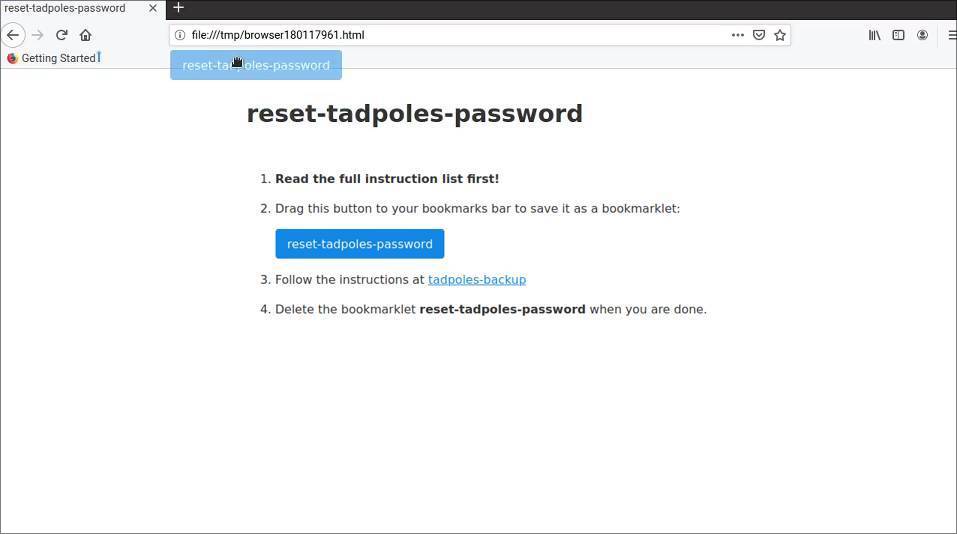 reset-tadpoles-password
file:///tmp/browser180117961.html
Getting Started
reset-tadpoles-password
reset-tadpoles-password
1. Read the full instruction list first!
2. Drag this button to your bookmarks bar to save it as a bookmarklet:
reset-tadpoles-password
3. Follow the instructions at tadpoles-backup
4. Delete the bookmarklet reset-tadpoles-password when you are done.